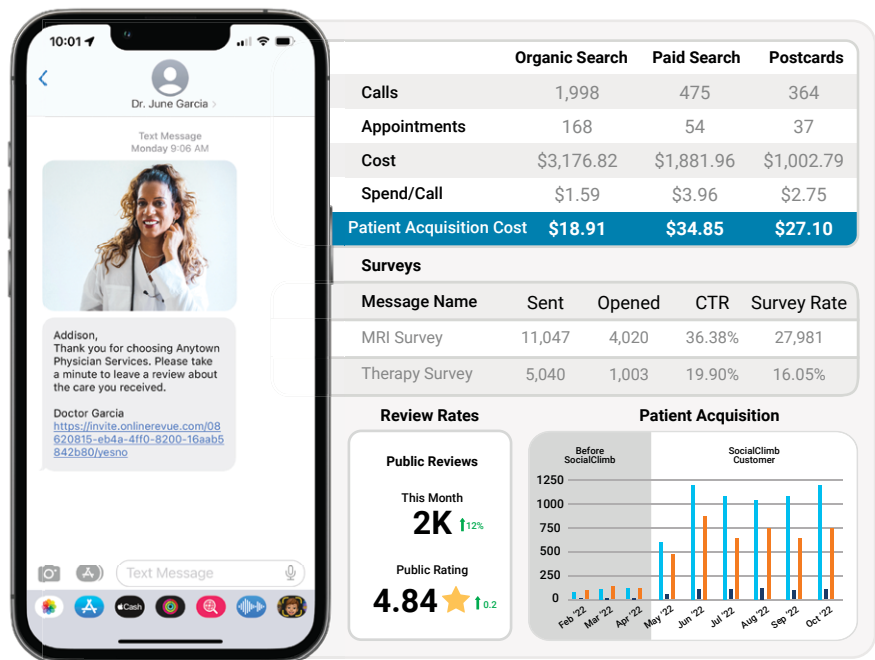 10:01
Dr. June Garcia
Text Message
Monday 9:06 AM
Addison,
Thank you for choosing Anytown
Physician Services. Please take
a minute to leave a review about
the care you received.
Doctor Garcia
https://invite.onlinerevue.com/08
620815-eb4a-4ff0-8200-16aab5
842b80/yesno
Text Message
Cash
Organic Search Paid Search Postcards
Calls 1,998 475 364
Appointments 168 54 37
Cost $3,176.82 $1,881.96 $1,002.79
Spend/Call $1.59 $3.96 $2.75
Patient Acquisition Cost $18.91 $34.85 $27.10
Surveys
Message Name Sent Opened CTR Survey Rate
MRI Survey 11,047 4,020 36.38% 27,981
Therapy Survey 5,040 1,003 19.90% 16.05%
Review Rates
Public Reviews
This Month
2K 12%
Public Rating
4.84 0.2
Patient Acquisition
Before
SocialClimb
SocialClimb
Customer
1250
1000
750
500
250
0
Feb '22 Mar '22 Apr '22 May '22 Jun '22 Jul '22 Aug '22 Sep '22 Oct '22